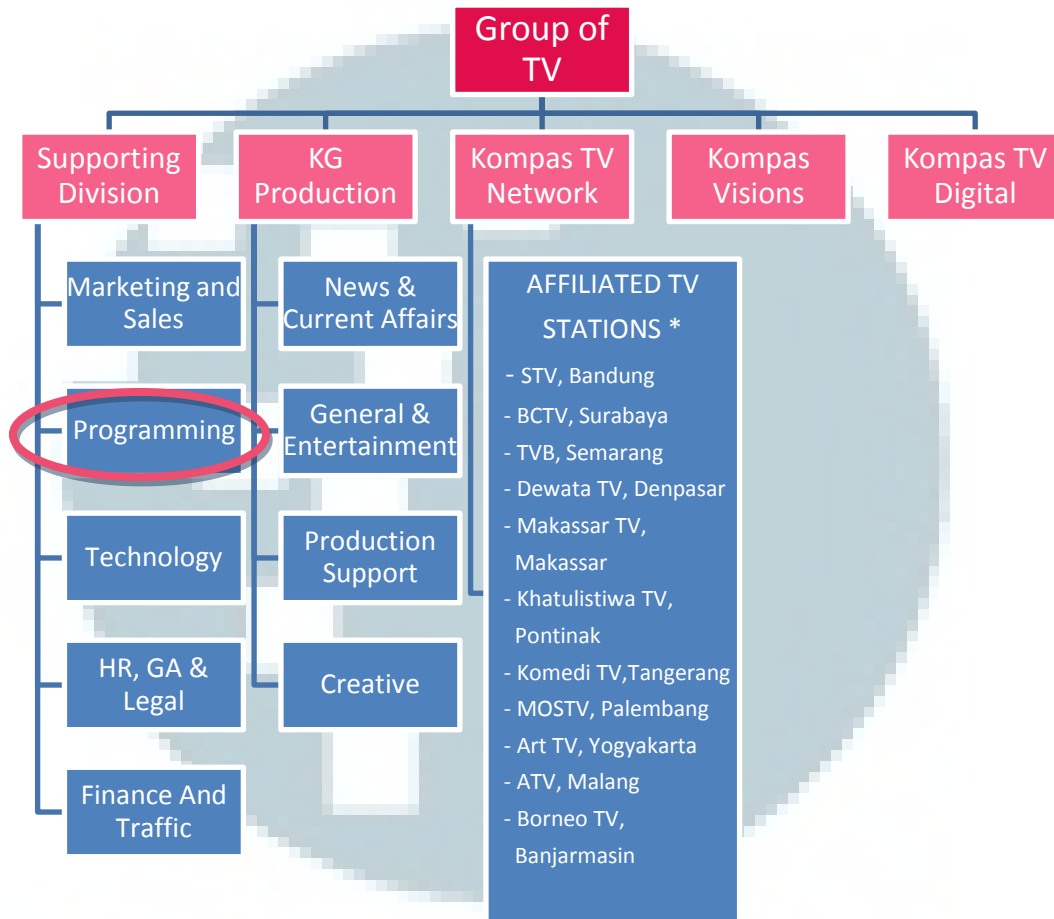 Group of
TV
Supporting
Division
KG
Production
Kompas TV
Network
Kompas
Visions
Kompas TV
Digital
Marketing and
Sales
Programming
Technology
HR, GA &
Legal
Finance And
Traffic
News &
Current Affairs
General &
Entertainment
Production
Support
Creative
AFFILIATED TV
STATIONS *
- STV, Bandung
- BCTV, Surabaya
- TVB, Semarang
- Dewata TV, Denpasar
- Makassar TV,
Makassar
- Khatulistiwa TV,
Pontinak
- Komedi TV,Tangerang
- MOSTV, Palembang
- Art TV, Yogyakarta
- ATV, Malang
- Borneo TV,
Banjarmasin